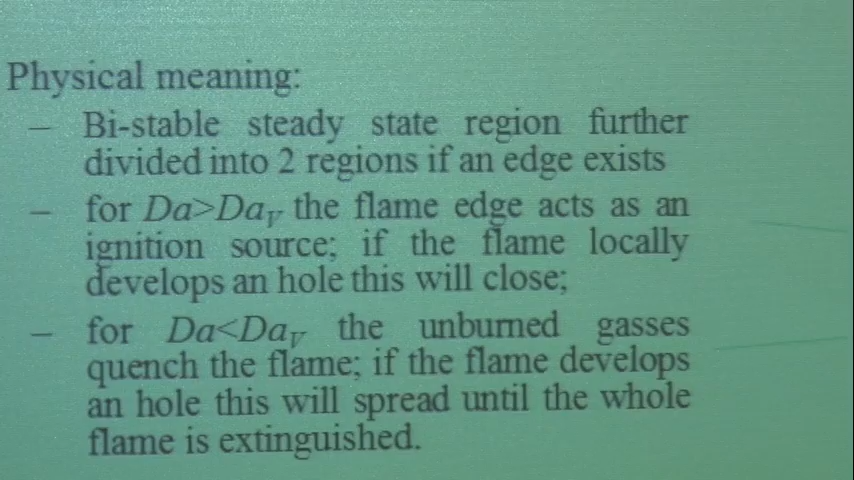 Physical meaning:
– Bi-stable steady state region further
divided into 2 regions if an edge exists
– for Da>Da_V the flame edge acts as an
ignition source; if the flame locally
develops an hole this will close;
– for Da<Da_V the unburned gasses
quench the flame; if the flame develops
an hole this will spread until the whole
flame is extinguished.